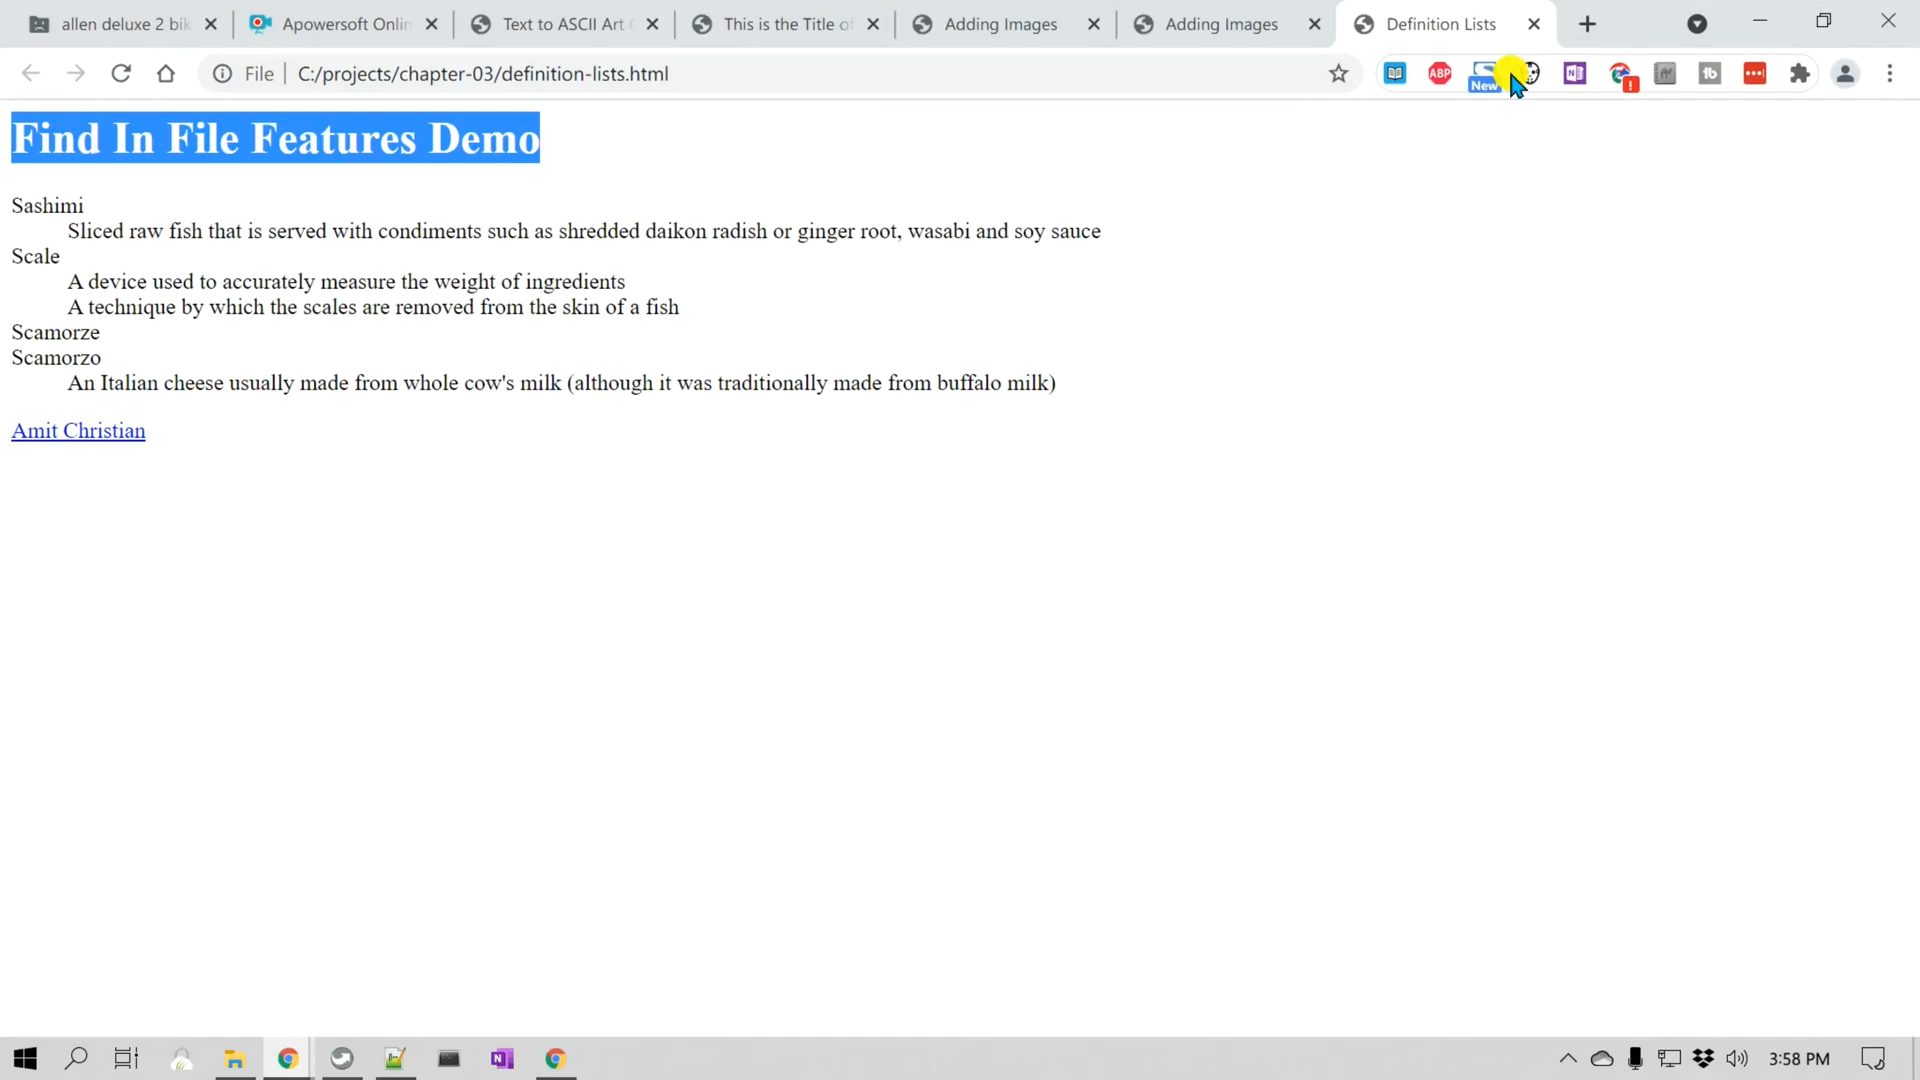 allen deluxe 2 bik
Apowersoft Onlin
Text to ASCII Art G
This is the Title of
Adding Images
Adding Images
Definition Lists
File
C:/projects/chapter-03/definition-lists.html
ABP
New
N
tb
Find In File Features Demo
Sashimi
Sliced raw fish that is served with condiments such as shredded daikon radish or ginger root, wasabi and soy sauce
Scale
A device used to accurately measure the weight of ingredients
A technique by which the scales are removed from the skin of a fish
Scamorze
Scamorzo
An Italian cheese usually made from whole cow's milk (although it was traditionally made from buffalo milk)
Amit Christian
N
3:58 PM